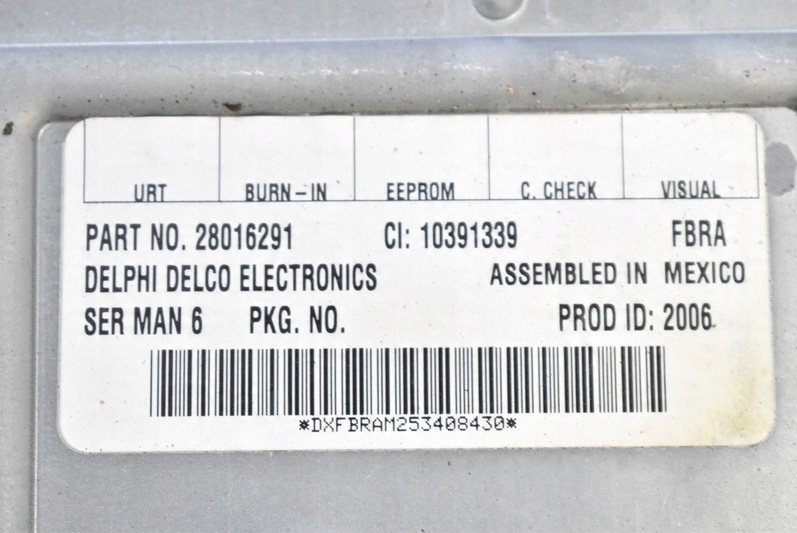 URT BURN-IN EEPROM C. CHECK VISUAL
PART NO. 28016291 CI: 10391339 FBRA
DELPHI DELCO ELECTRONICS ASSEMBLED IN MEXICO
SER MAN 6 PKG. NO. PROD ID: 2006
*DXFBRAM253408430*